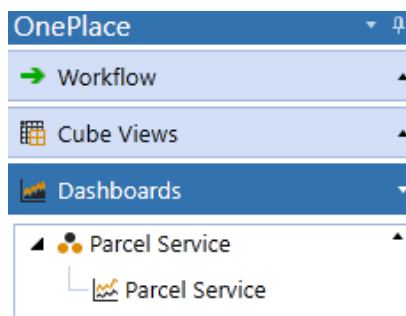 OnePlace
Workflow
Cube Views
Dashboards
Parcel Service
Parcel Service